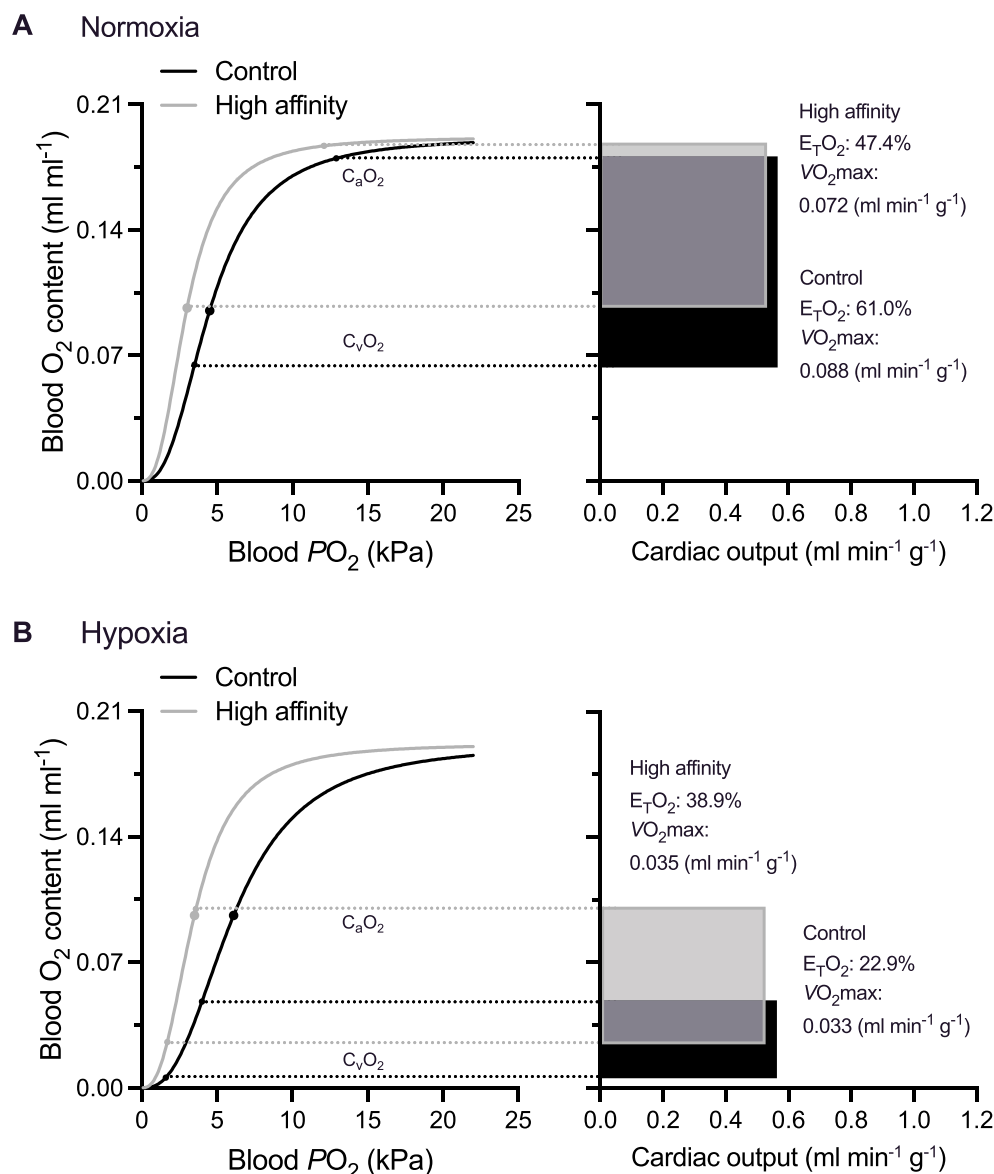 A Normoxia
Control
High affinity
Blood O₂ content (ml ml⁻¹)
0.21
0.14
0.07
0.00
CₐO₂
CᵥO₂
0 5 10 15 20 25
Blood PO₂ (kPa)
High affinity
E_TO₂: 47.4%
VO₂max:
0.072 (ml min⁻¹ g⁻¹)
Control
E_TO₂: 61.0%
VO₂max:
0.088 (ml min⁻¹ g⁻¹)
0.0 0.2 0.4 0.6 0.8 1.0 1.2
Cardiac output (ml min⁻¹ g⁻¹)
B Hypoxia
Control
High affinity
Blood O₂ content (ml ml⁻¹)
0.21
0.14
0.07
0.00
CₐO₂
CᵥO₂
0 5 10 15 20 25
Blood PO₂ (kPa)
High affinity
E_TO₂: 38.9%
VO₂max:
0.035 (ml min⁻¹ g⁻¹)
Control
E_TO₂: 22.9%
VO₂max:
0.033 (ml min⁻¹ g⁻¹)
0.0 0.2 0.4 0.6 0.8 1.0 1.2
Cardiac output (ml min⁻¹ g⁻¹)